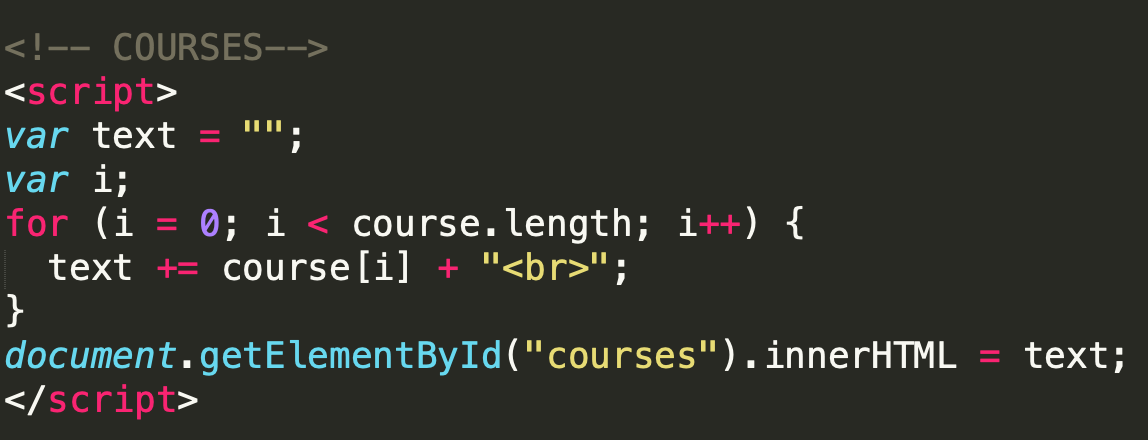 <!-- COURSES-->
<script>
var text = "";
var i;
for (i = 0; i < course.length; i++) {
  text += course[i] + "<br>";
}
document.getElementById("courses").innerHTML = text;
</script>